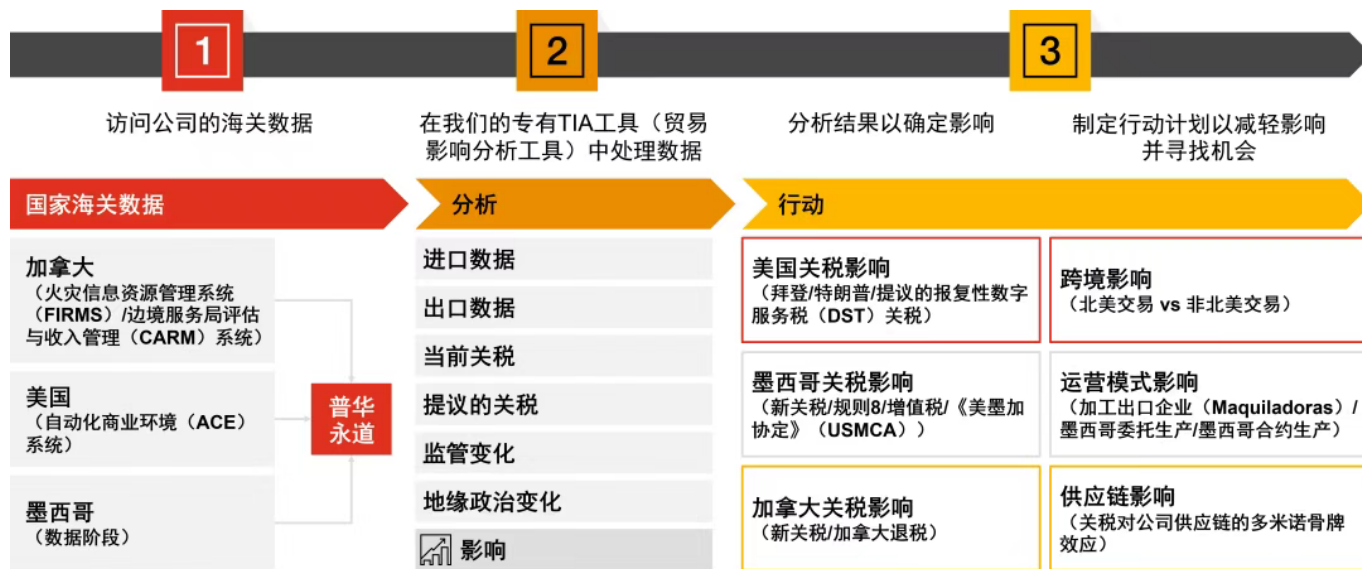 1
2
3
访问公司的海关数据
在我们的专有TIA工具（贸易
影响分析工具）中处理数据
分析结果以确定影响
制定行动计划以减轻影响
并寻找机会
国家海关数据
分析
行动
加拿大
（火灾信息资源管理系统
（FIRMS）/边境服务局评估
与收入管理（CARM）系统）
美国
（自动化商业环境（ACE）
系统）
墨西哥
（数据阶段）
普华
永道
进口数据
出口数据
当前关税
提议的关税
监管变化
地缘政治变化
影响
美国关税影响
（拜登/特朗普/提议的报复性数字
服务税（DST）关税）
跨境影响
（北美交易 vs 非北美交易）
墨西哥关税影响
（新关税/规则8/增值税/《美墨加
协定》（USMCA））
运营模式影响
（加工出口企业（Maquiladoras）/
墨西哥委托生产/墨西哥合约生产）
加拿大关税影响
（新关税/加拿大退税）
供应链影响
（关税对公司供应链的多米诺骨牌
效应）